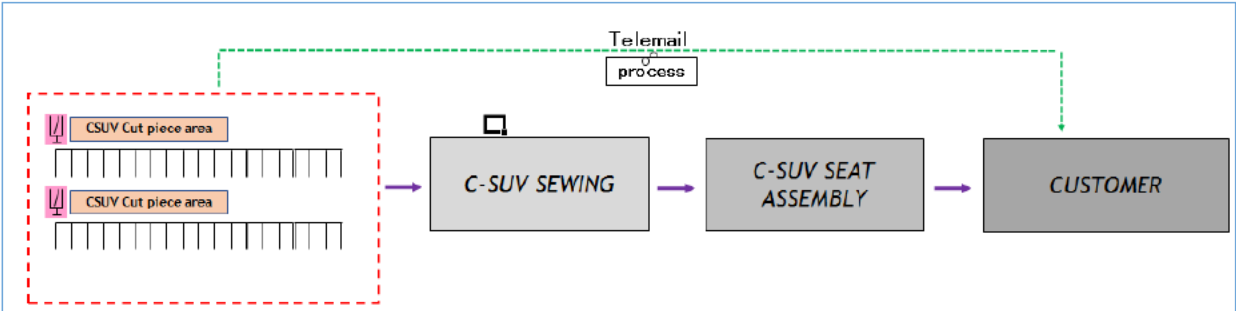 Telemail
process
CSUV Cut piece area
CSUV Cut piece area
C-SUV SEWING
C-SUV SEAT
ASSEMBLY
CUSTOMER